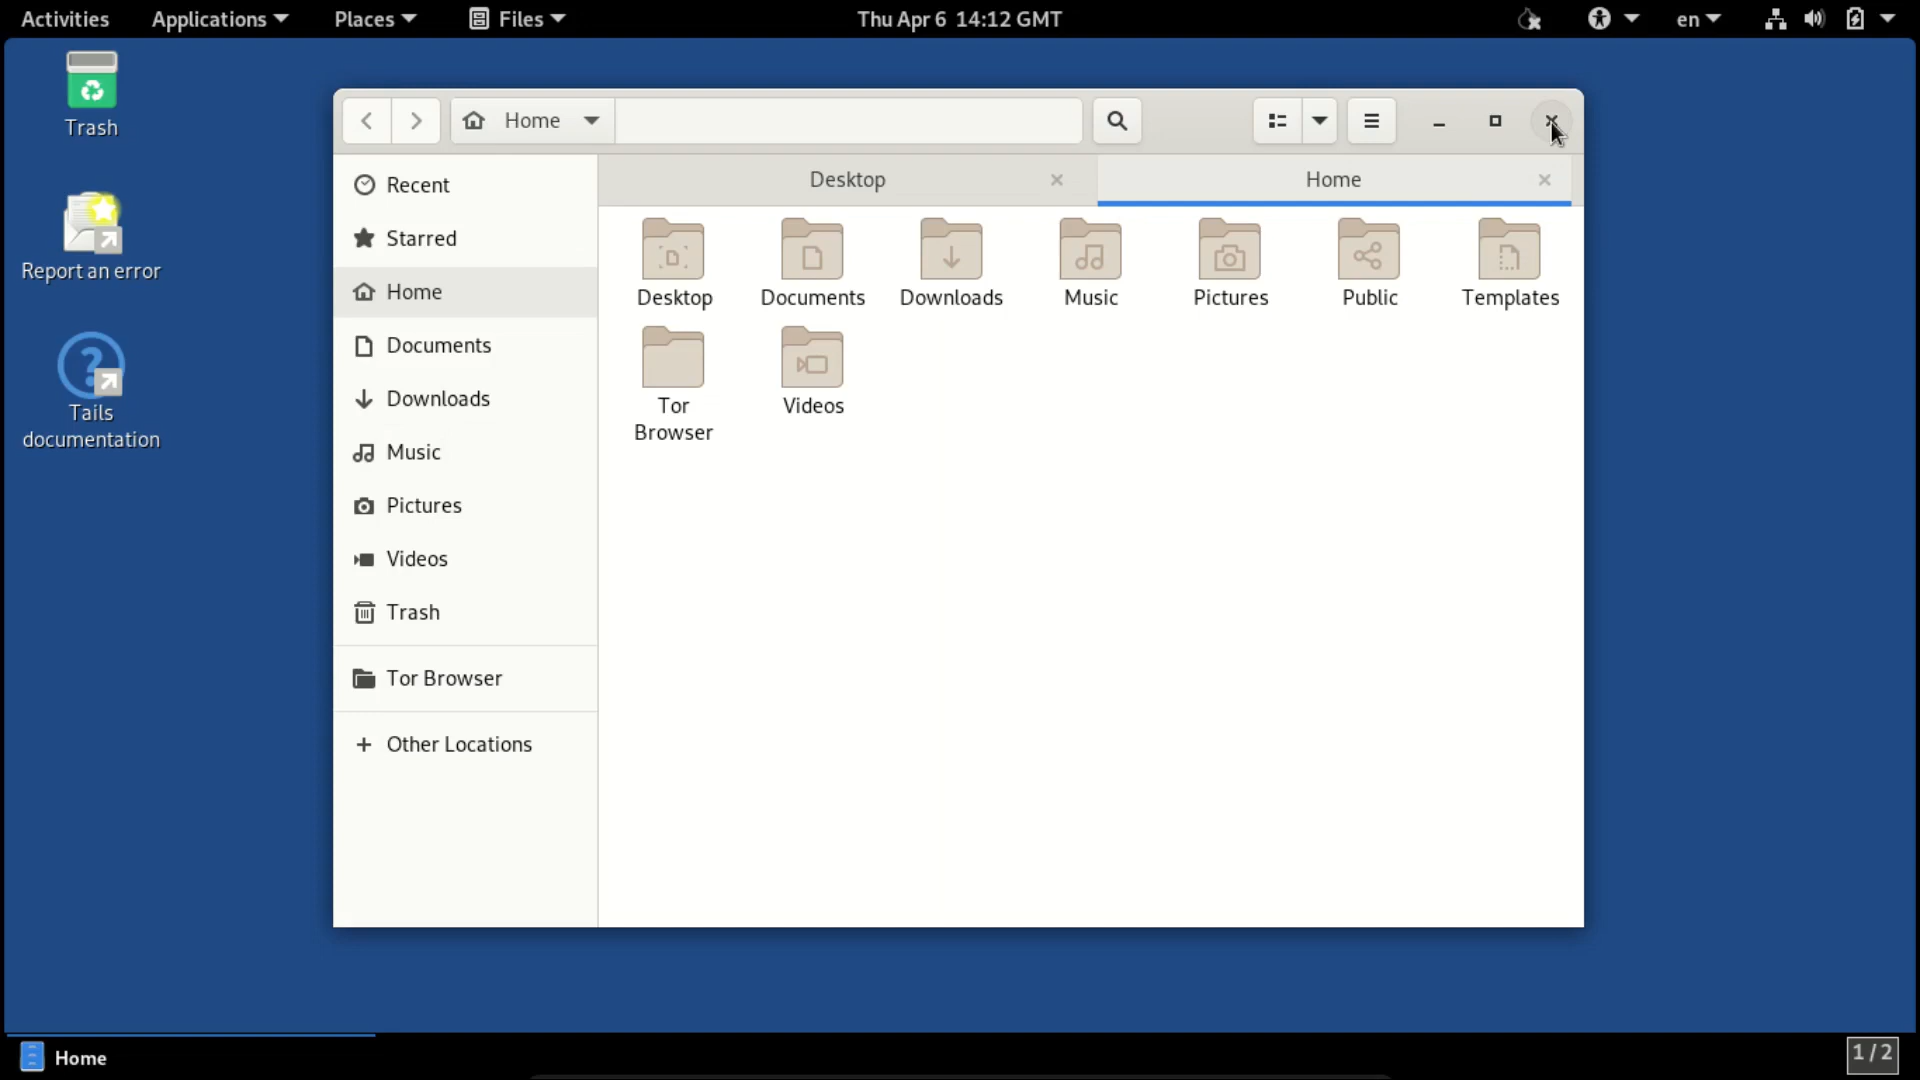 Activities
Applications
Places
Files
Thu Apr 6 14:12 GMT
en
Trash
Report an error
Tails
documentation
Home
Recent
Starred
Home
Documents
Downloads
Music
Pictures
Videos
Trash
Tor Browser
Other Locations
Desktop
Home
Desktop
Documents
Downloads
Music
Pictures
Public
Templates
Tor
Browser
Videos
Home
1 / 2